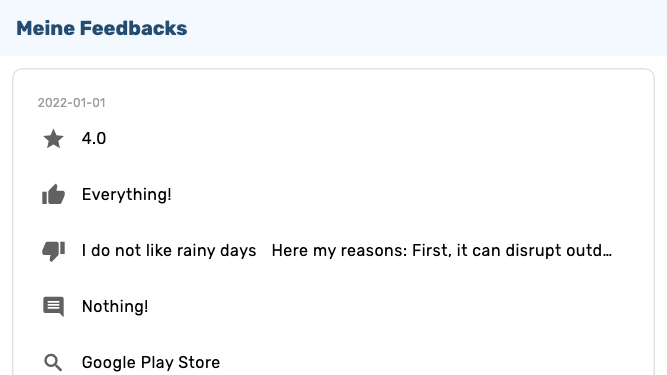 Meine Feedbacks
2022-01-01
4.0
Everything!
I do not like rainy days Here my reasons: First, it can disrupt outd…
Nothing!
Google Play Store